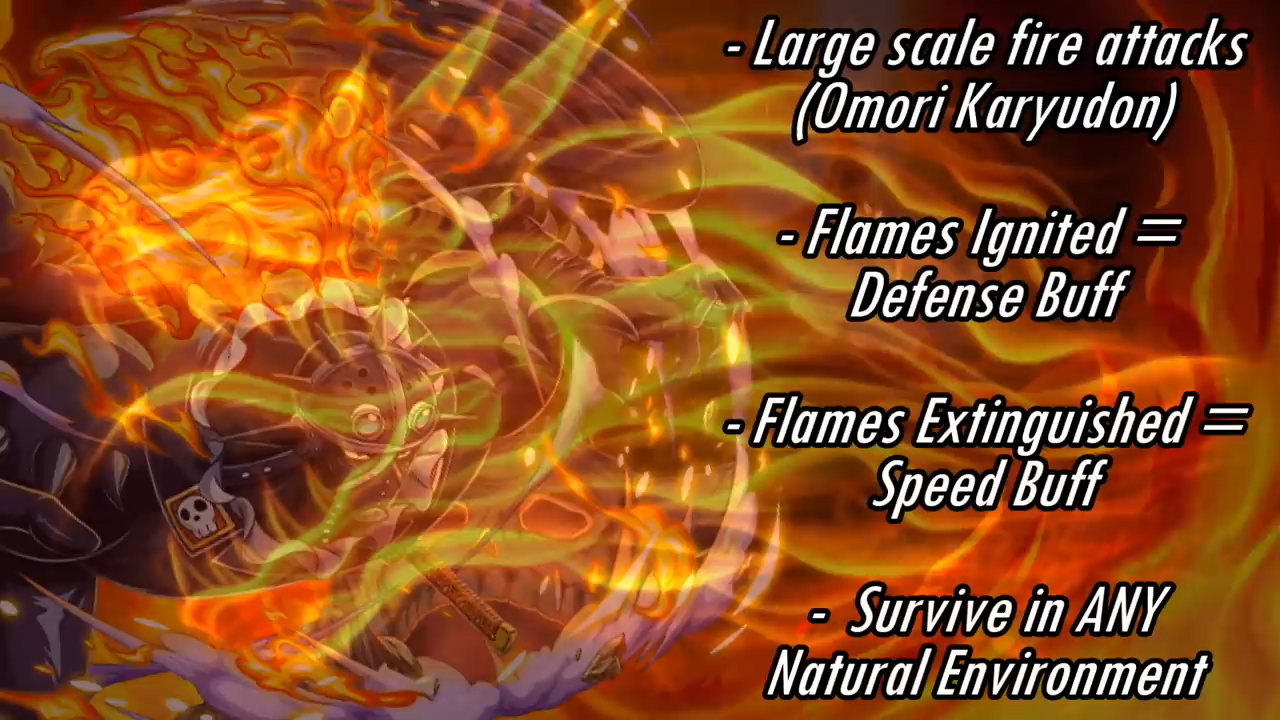 - Large scale fire attacks
(Omori Karyudon)
- Flames Ignited =
Defense Buff
- Flames Extinguished =
Speed Buff
- Survive in ANY
Natural Environment